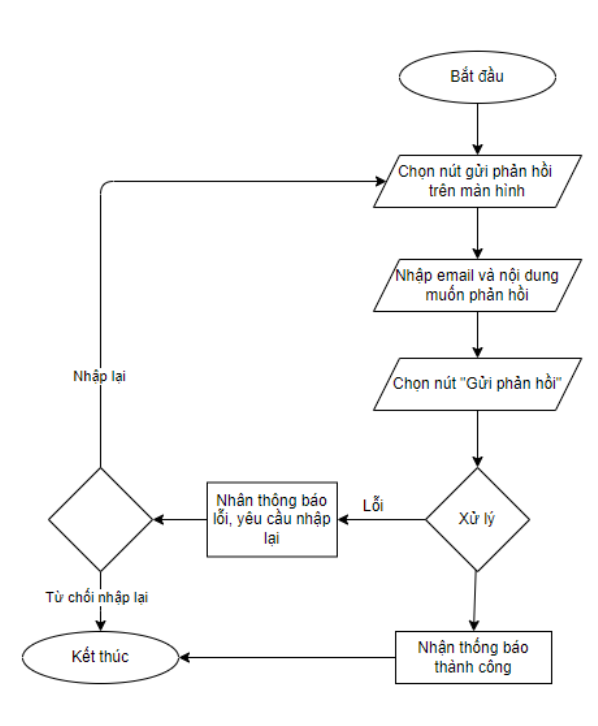 Bắt đầu
Chọn nút gửi phản hồi
trên màn hình
Nhập email và nội dung
muốn phản hồi
Nhập lại
Chọn nút "Gửi phản hồi"
Nhân thông báo
lỗi, yêu cầu nhập
lại
Lỗi
Xử lý
Từ chối nhập lại
Kết thúc
Nhận thống báo
thành công